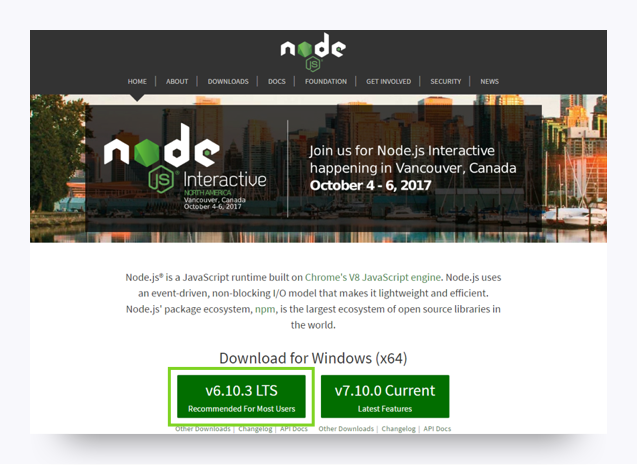 node
JS
HOME ABOUT DOWNLOADS DOCS FOUNDATION GET INVOLVED SECURITY NEWS
node
JS Interactive
NORTH AMERICA
Vancouver, Canada
October 4-6, 2017
Join us for Node.js Interactive
happening in Vancouver, Canada
October 4 - 6, 2017
Node.js® is a JavaScript runtime built on Chrome's V8 JavaScript engine. Node.js uses
an event-driven, non-blocking I/O model that makes it lightweight and efficient.
Node.js' package ecosystem, npm, is the largest ecosystem of open source libraries in
the world.
Download for Windows (x64)
v6.10.3 LTS
Recommended For Most Users
v7.10.0 Current
Latest Features
Other Downloads | Changelog | API Docs
Other Downloads | Changelog | API Docs